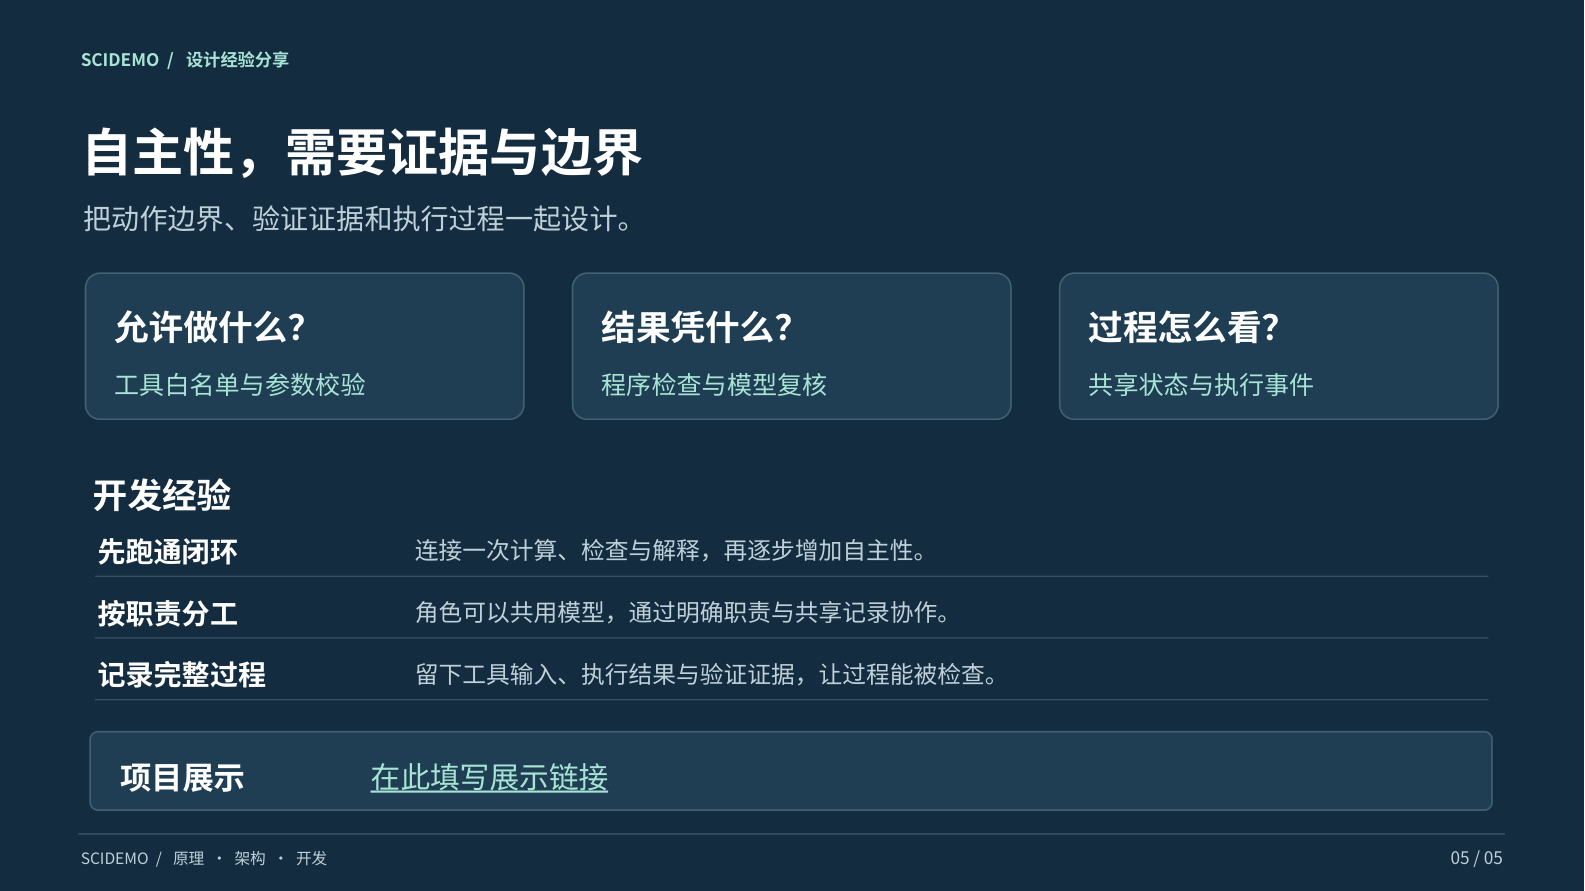 SCIDEMO / 设计经验分享
自主性，需要证据与边界
把动作边界、验证证据和执行过程一起设计。
允许做什么？
工具白名单与参数校验
结果凭什么？
程序检查与模型复核
过程怎么看？
共享状态与执行事件
开发经验
先跑通闭环 连接一次计算、检查与解释，再逐步增加自主性。
按职责分工 角色可以共用模型，通过明确职责与共享记录协作。
记录完整过程 留下工具输入、执行结果与验证证据，让过程能被检查。
项目展示 在此填写展示链接
SCIDEMO / 原理 · 架构 · 开发 05 / 05